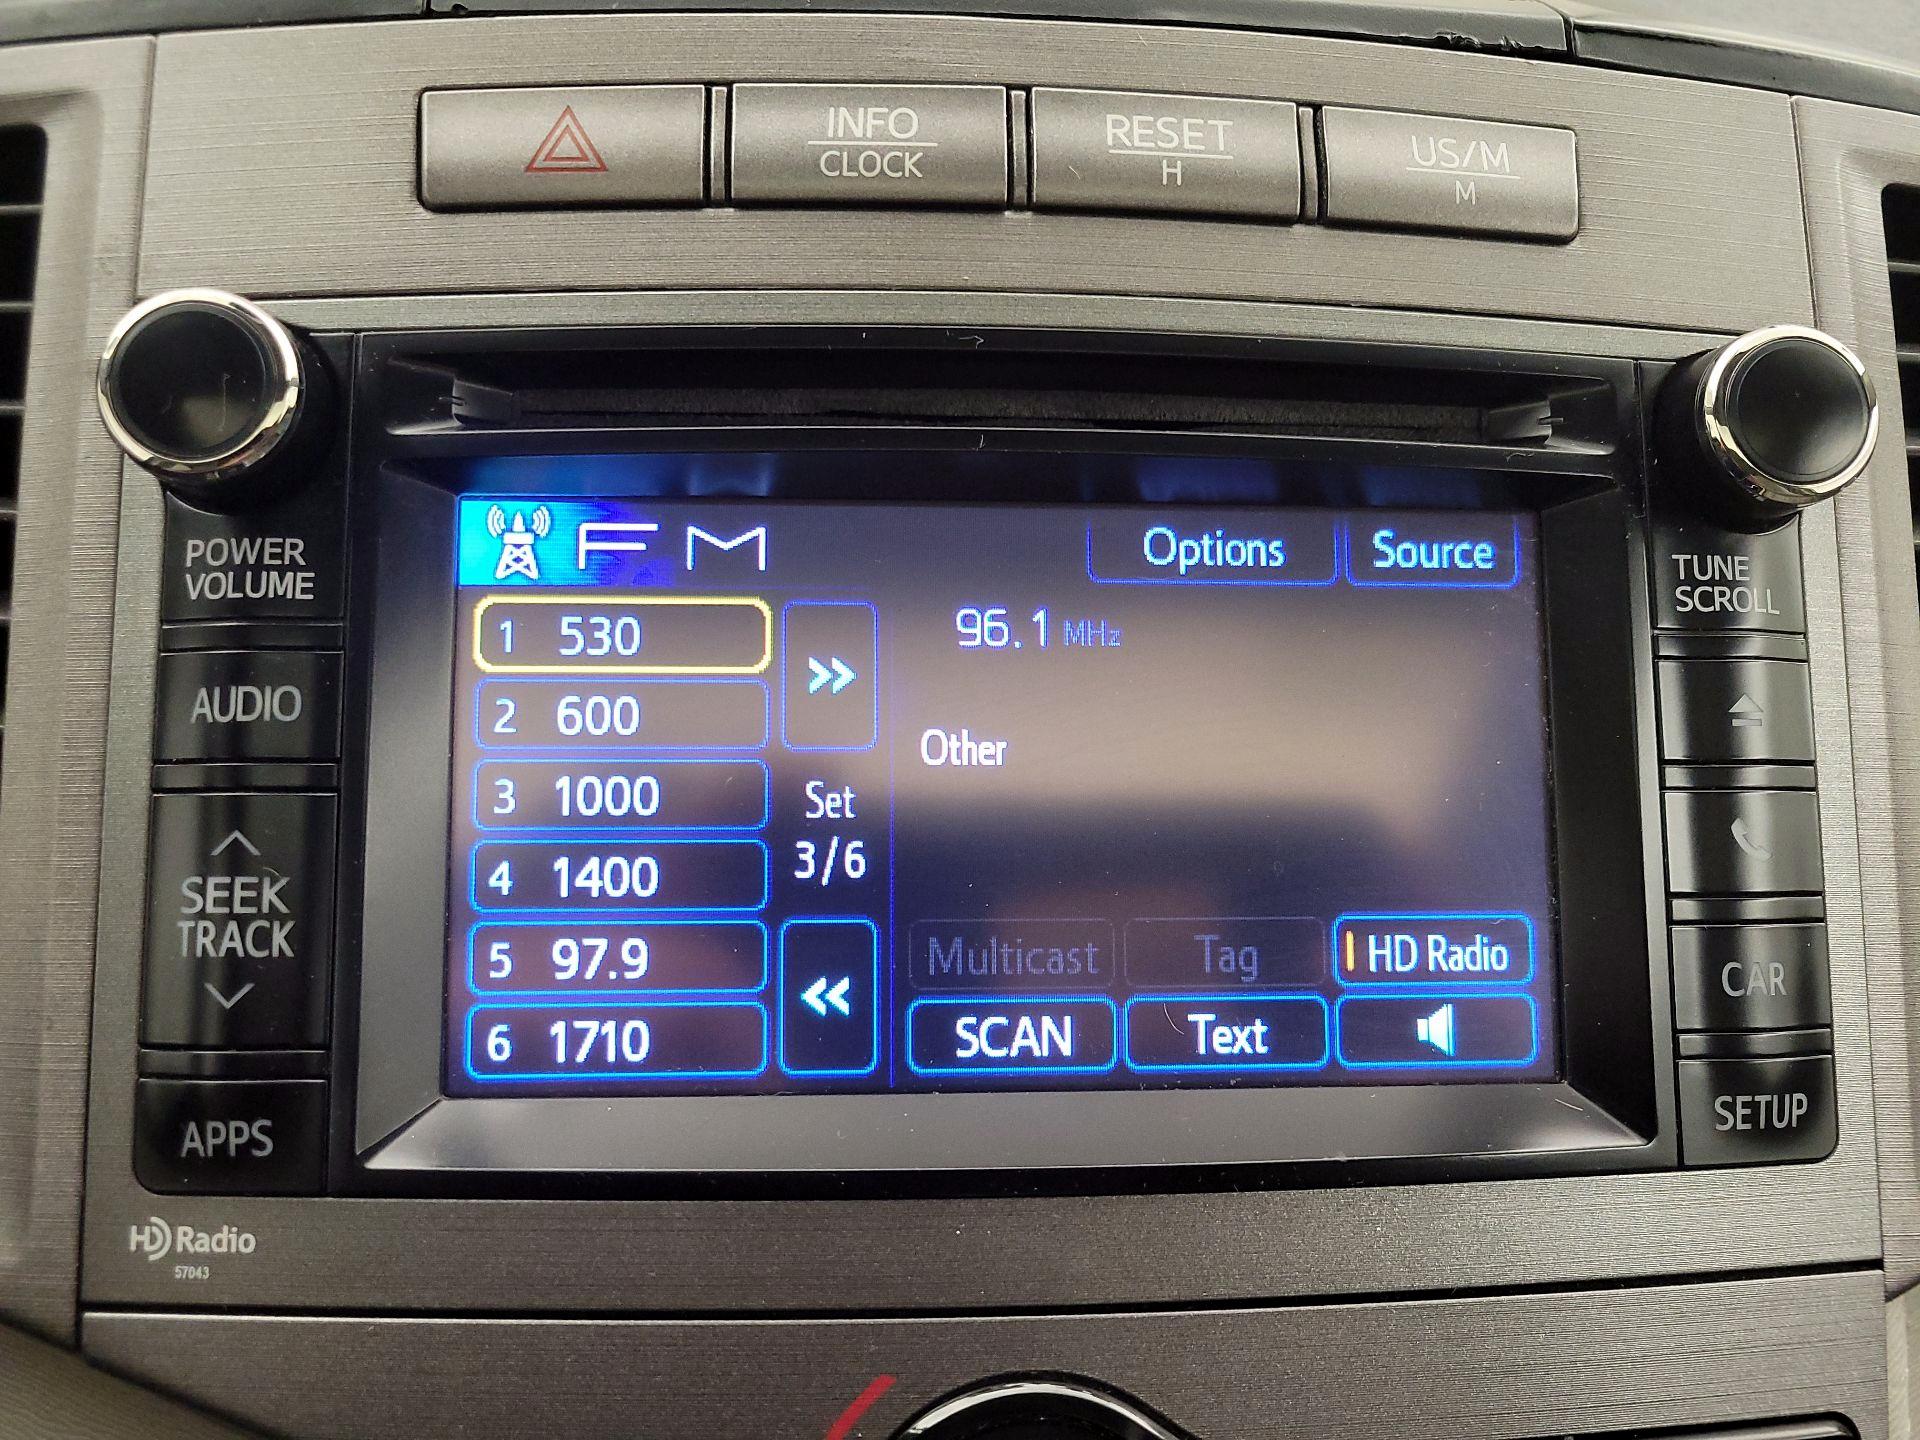 INFO
CLOCK
RESET
H
US/M
M
POWER
VOLUME
AUDIO
SEEK
TRACK
APPS
FM
Options
Source
1 530
2 600
3 1000
4 1400
5 97.9
6 1710
Set
3/6
96.1 MHz
Other
Multicast
Tag
HD Radio
SCAN
Text
TUNE
SCROLL
CAR
SETUP
HD Radio
57043